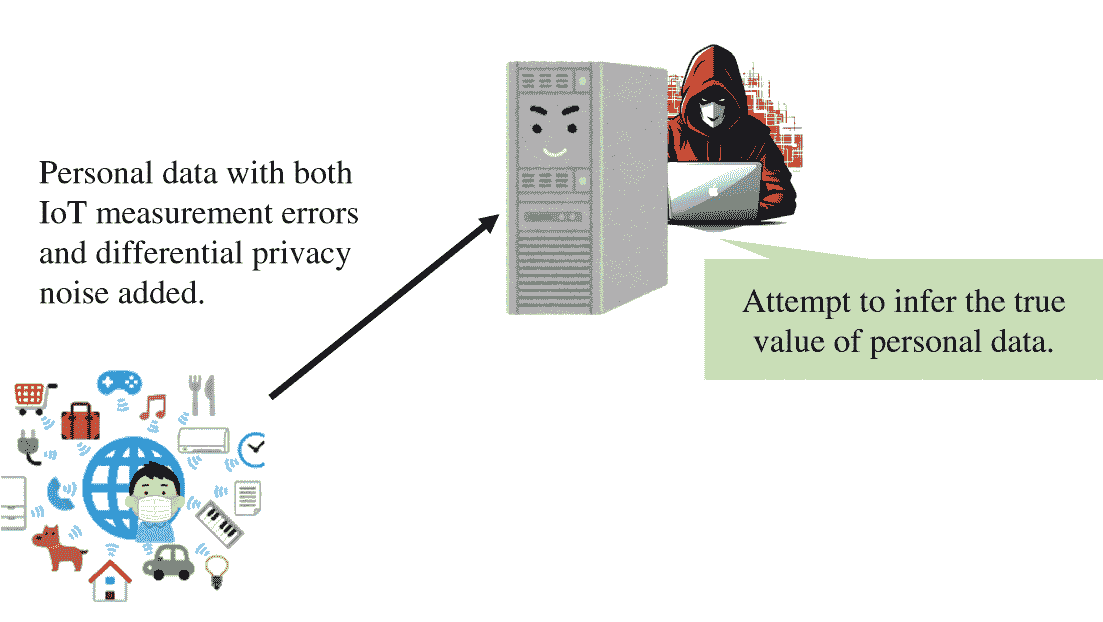 Personal data with both
IoT measurement errors
and differential privacy
noise added.
Attempt to infer the true
value of personal data.